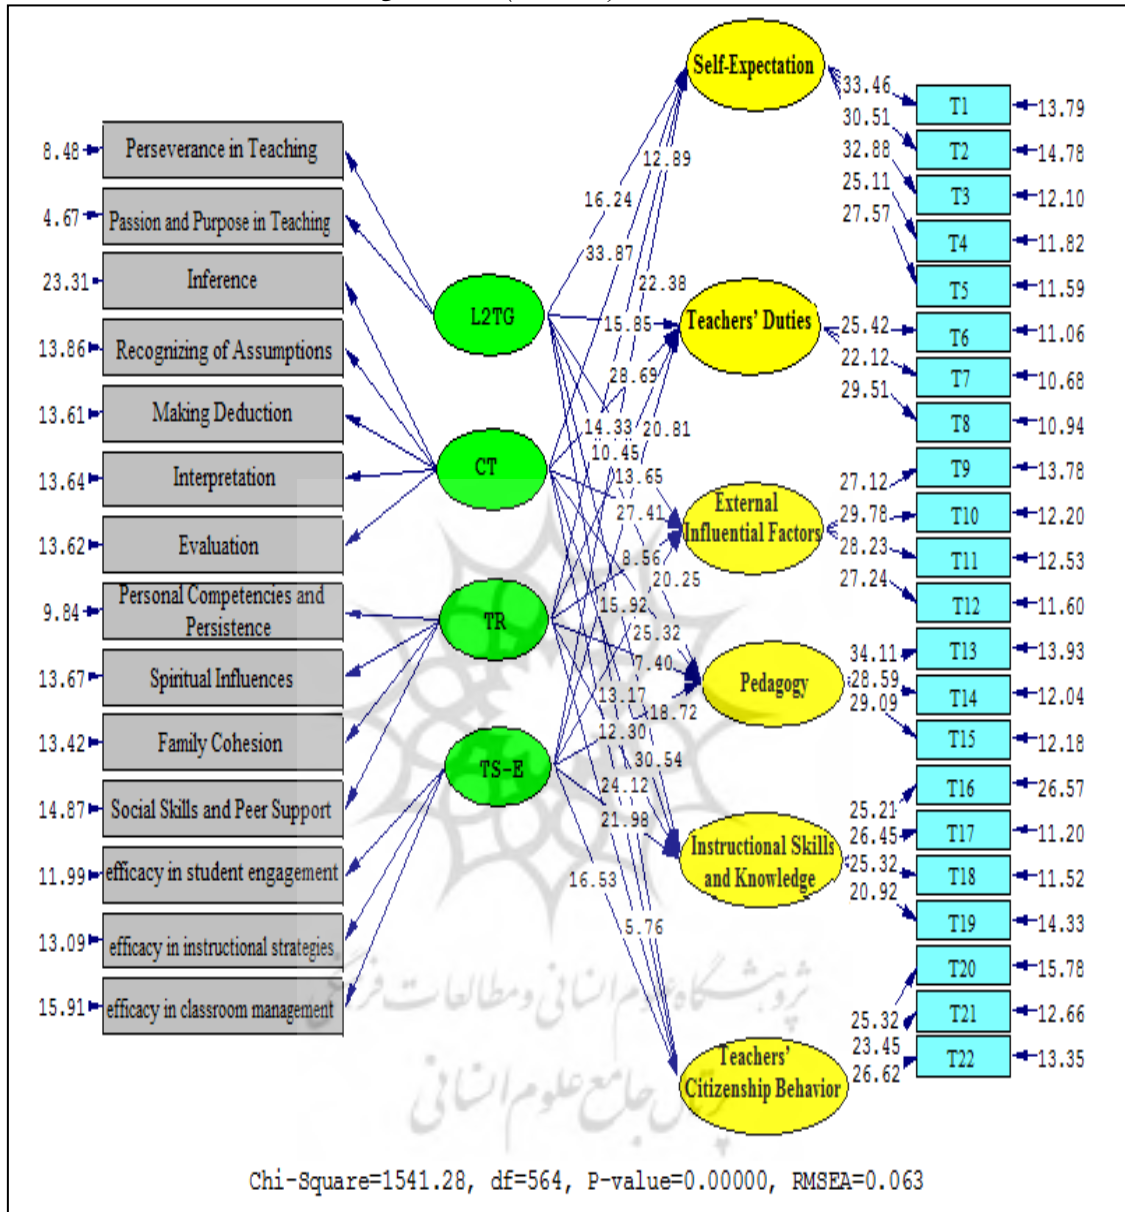 8.48
Perseverance in Teaching
4.67
Passion and Purpose in Teaching
23.31
Inference
13.86
Recognizing of Assumptions
13.61
Making Deduction
13.64
Interpretation
13.62
Evaluation
9.84
Personal Competencies and
Persistence
13.67
Spiritual Influences
13.42
Family Cohesion
14.87
Social Skills and Peer Support
11.99
efficacy in student engagement
13.09
efficacy in instructional strategies
15.91
efficacy in classroom management
L2TG
CT
TR
TS-E
12.89
16.24
33.87
22.38
15.85
28.69
14.33
20.81
10.45
13.65
27.41
8.56
20.25
15.92
25.32
7.40
13.17
18.72
12.30
30.54
24.12
21.98
16.53
5.76
Self-Expectation
Teachers' Duties
External
Influential Factors
Pedagogy
Instructional Skills
and Knowledge
Teachers'
Citizenship Behavior
33.46
30.51
32.88
25.11
27.57
25.42
22.12
29.51
27.12
29.78
28.23
27.24
34.11
28.59
29.09
25.21
26.45
25.32
20.92
25.32
23.45
26.62
T1
13.79
T2
14.78
T3
12.10
T4
11.82
T5
11.59
T6
11.06
T7
10.68
T8
10.94
T9
13.78
T10
12.20
T11
12.53
T12
11.60
T13
13.93
T14
12.04
T15
12.18
T16
26.57
T17
11.20
T18
11.52
T19
14.33
T20
15.78
T21
12.66
T22
13.35
پژوهشگاه علوم انسانی و مطالعات فرهنگی
پرتال جامع علوم انسانی
Chi-Square=1541.28, df=564, P-value=0.00000, RMSEA=0.063